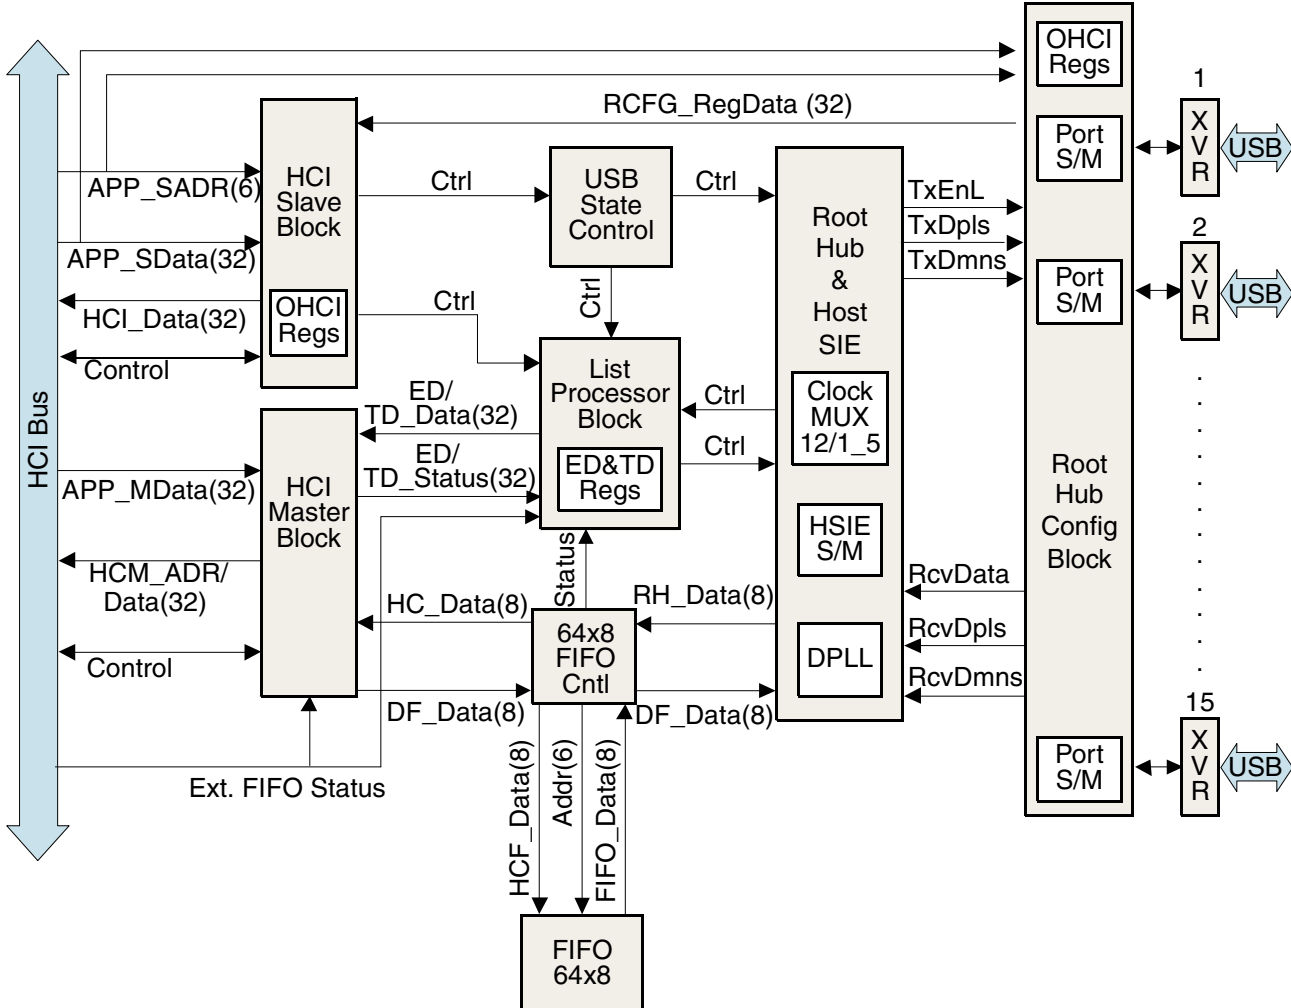 OHCI
Regs
1
RCFG_RegData (32)
X
V
R
USB
Port
S/M
HCI
Slave
Block
APP_SADR(6)
Ctrl
USB
State
Control
Ctrl
TxEnL
TxDpls
TxDmns
Root
Hub
&
Host
SIE
2
X
V
R
USB
Port
S/M
APP_SData(32)
HCI_Data(32)
OHCI
Regs
Control
Ctrl
Ctrl
List
Processor
Block
ED&TD
Regs
ED/
TD_Data(32)
ED/
TD_Status(32)
Ctrl
Ctrl
Clock
MUX
12/1_5
HCI Bus
APP_MData(32)
HCI
Master
Block
HCM_ADR/
Data(32)
Control
HSIE
S/M
DPLL
Root
Hub
Config
Block
RcvData
RcvDpls
RcvDmns
Status
HC_Data(8)
RH_Data(8)
64x8
FIFO
Cntl
DF_Data(8)
DF_Data(8)
15
X
V
R
USB
Port
S/M
Ext. FIFO Status
HCF_Data(8)
Addr(6)
FIFO_Data(8)
FIFO
64x8